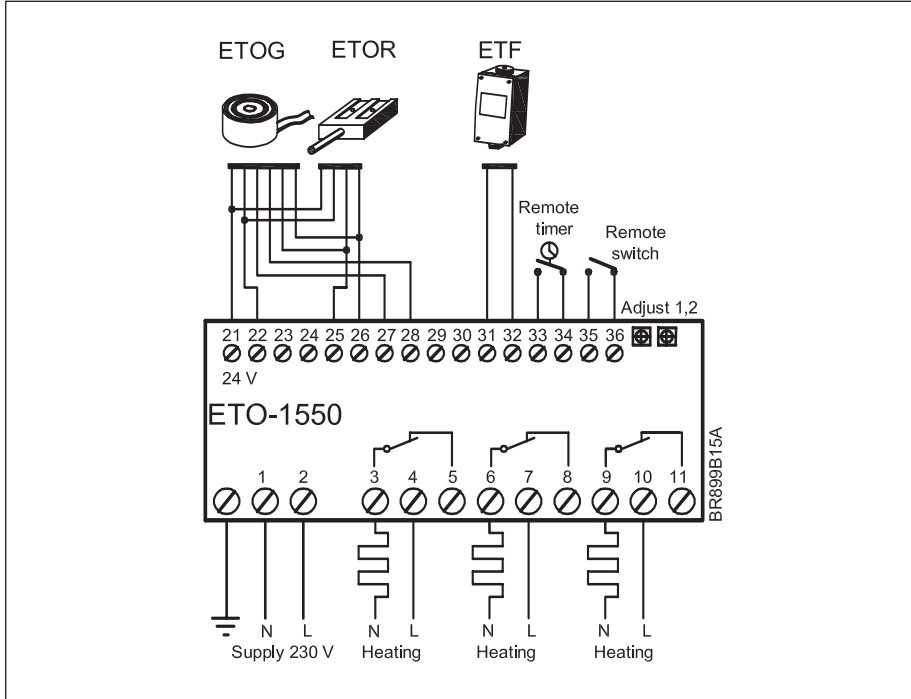 ETOG ETOR ETF
Remote timer
Remote switch
Adjust 1,2
21 22 23 24 25 26 27 28 29 30 31 32 33 34 35 36
24 V
ETO-1550
1 2 3 4 5 6 7 8 9 10 11
BR899B15A
N L N L N L N L
Supply 230 V Heating Heating Heating